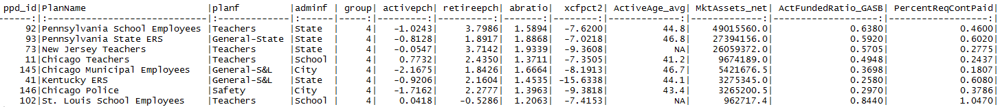 ppd_id|PlanName |planf |adminf | group| activepch| retireepch| abratio| xcfpct2| ActiveAge_avg| MktAssets_net| ActFundedRatio_GASB| PercentReqContPaid|
------:|:----------------------------|:-----------|:------|-----:|---------:|----------:|-------:|--------:|-------------:|-------------:|-------------------:|------------------:|
92|Pennsylvania School Employees |Teachers |State | 4| -1.0243| 3.7986| 1.5894| -7.6200| 44.8| 49015560.0| 0.6380| 0.4600|
93|Pennsylvania State ERS |General-State |State | 4| -0.8128| 1.8917| 1.8868| -7.0218| 46.8| 27394156.0| 0.5920| 0.6020|
73|New Jersey Teachers |Teachers |State | 4| -0.0547| 3.7142| 1.9339| -9.3608| NA| 26059372.0| 0.5705| 0.2775|
11|Chicago Teachers |Teachers |School | 4| 0.7732| 2.4350| 1.3711| -7.3505| 41.2| 9674189.0| 0.4948| 0.2437|
145|Chicago Municipal Employees |General-S&L |City | 4| -2.1675| 1.8426| 1.6664| -8.1913| 46.7| 5421676.5| 0.3698| 0.1807|
41|Kentucky ERS |General-S&L |State | 4| -0.9206| 2.1604| 1.4535| -15.6338| 44.1| 3275345.0| 0.2580| 0.6080|
146|Chicago Police |Safety |City | 4| -1.7162| 2.2777| 1.3963| -9.3818| 43.4| 3265200.5| 0.2970| 0.3786|
102|St. Louis School Employees |Teachers |School | 4| 0.0418| -0.5286| 1.2063| -7.4153| NA| 962717.4| 0.8440| 1.0470|